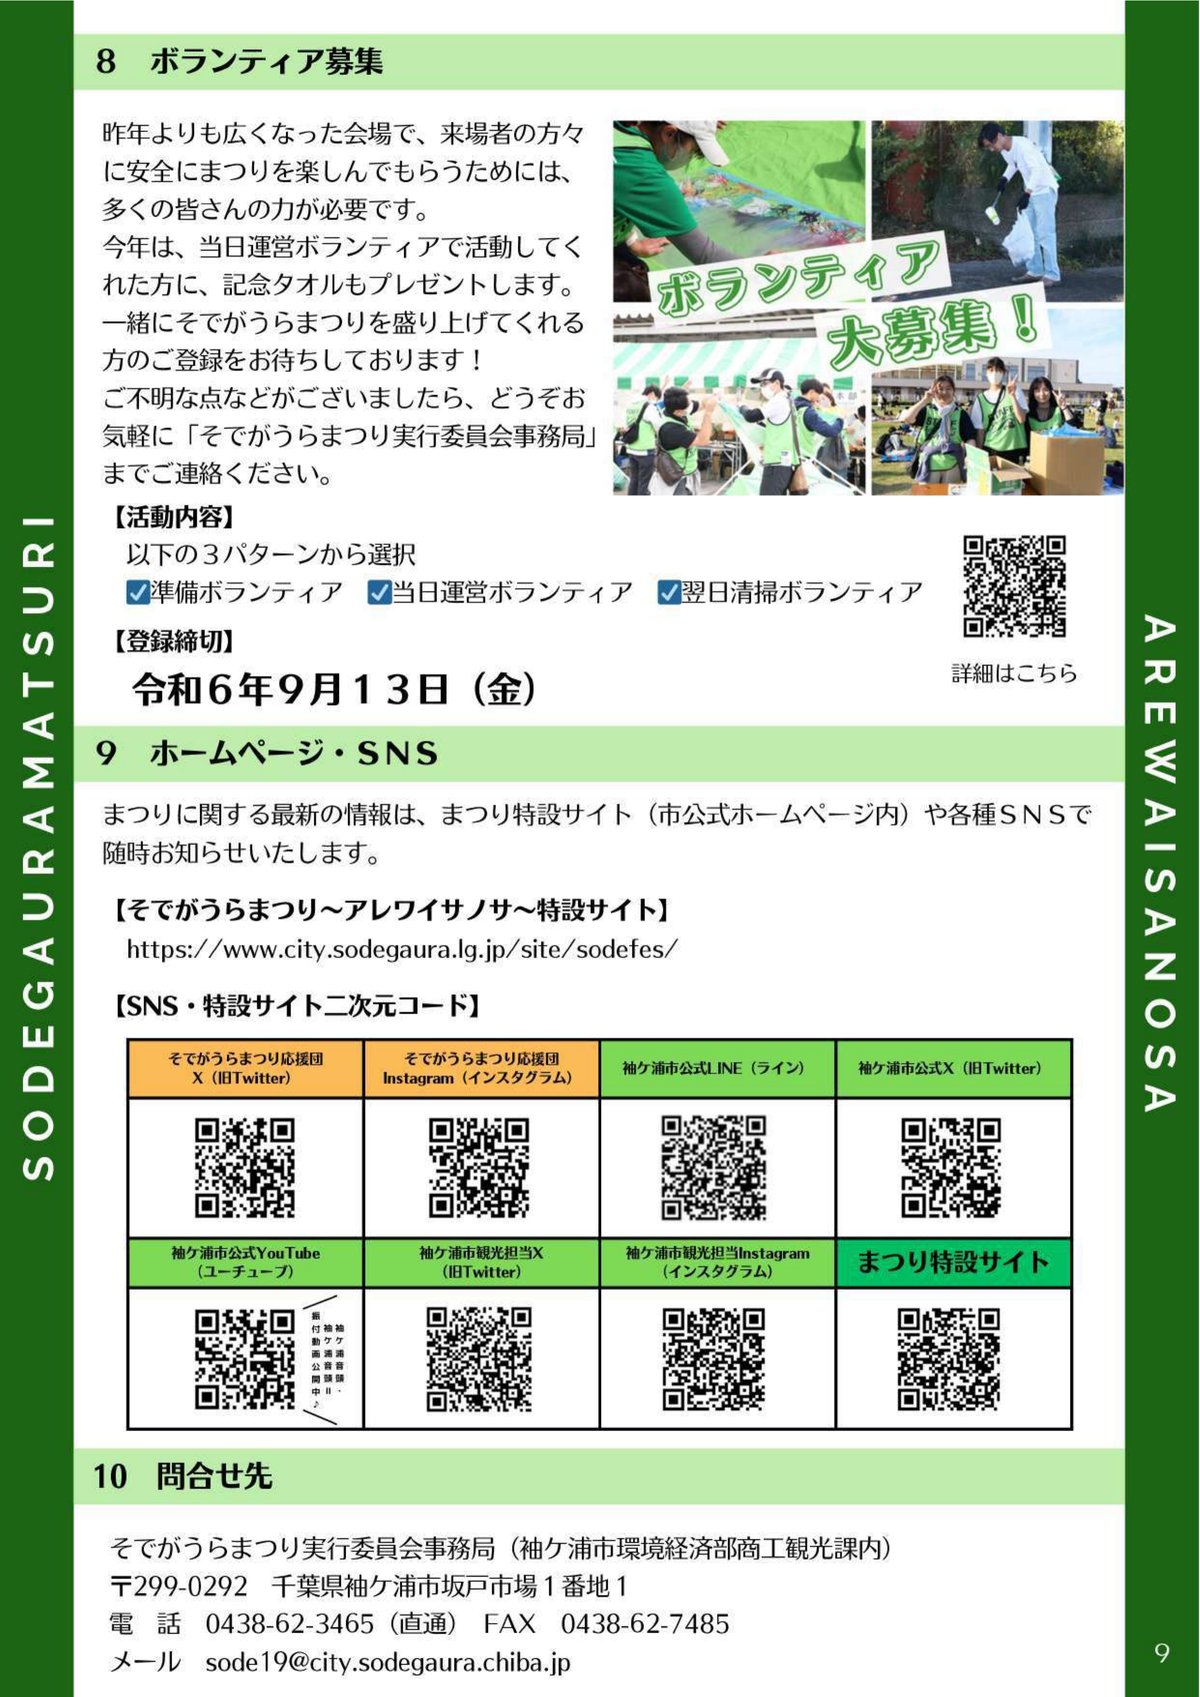 8 ボランティア募集
昨年よりも広くなった会場で、来場者の方々
に安全にまつりを楽しんでもらうためには、
多くの皆さんの力が必要です。
今年は、当日運営ボランティアで活動してく
れた方に、記念タオルもプレゼントします。
一緒にそでがうらまつりを盛り上げてくれる
方のご登録をお待ちしております！
ご不明な点などがございましたら、どうぞお
気軽に「そでがうらまつり実行委員会事務局」
までご連絡ください。
ボランティア
大募集！
【活動内容】
以下の３パターンから選択
☑準備ボランティア ☑当日運営ボランティア ☑翌日清掃ボランティア
【登録締切】
令和６年９月１３日（金）
詳細はこちら
9 ホームページ・ＳＮＳ
まつりに関する最新の情報は、まつり特設サイト（市公式ホームページ内）や各種ＳＮＳで
随時お知らせいたします。
【そでがうらまつり～アレワイサノサ～特設サイト】
https://www.city.sodegaura.lg.jp/site/sodefes/
【SNS・特設サイト二次元コード】
そでがうらまつり応援団
X（旧Twitter）
そでがうらまつり応援団
Instagram（インスタグラム）
袖ケ浦市公式LINE（ライン）
袖ケ浦市公式X（旧Twitter）
袖ケ浦市公式YouTube
（ユーチューブ）
袖ケ浦市観光担当X
（旧Twitter）
袖ケ浦市観光担当Instagram
（インスタグラム）
まつり特設サイト
袖ケ浦音頭・
袖ケ浦音頭Ⅱ
振付動画公開中♪
10 問合せ先
そでがうらまつり実行委員会事務局（袖ケ浦市環境経済部商工観光課内）
〒299-0292 千葉県袖ケ浦市坂戸市場１番地１
電 話 0438-62-3465（直通） FAX 0438-62-7485
メール sode19@city.sodegaura.chiba.jp
SODEGAURAMATSURI
AREWAISANOSA
9